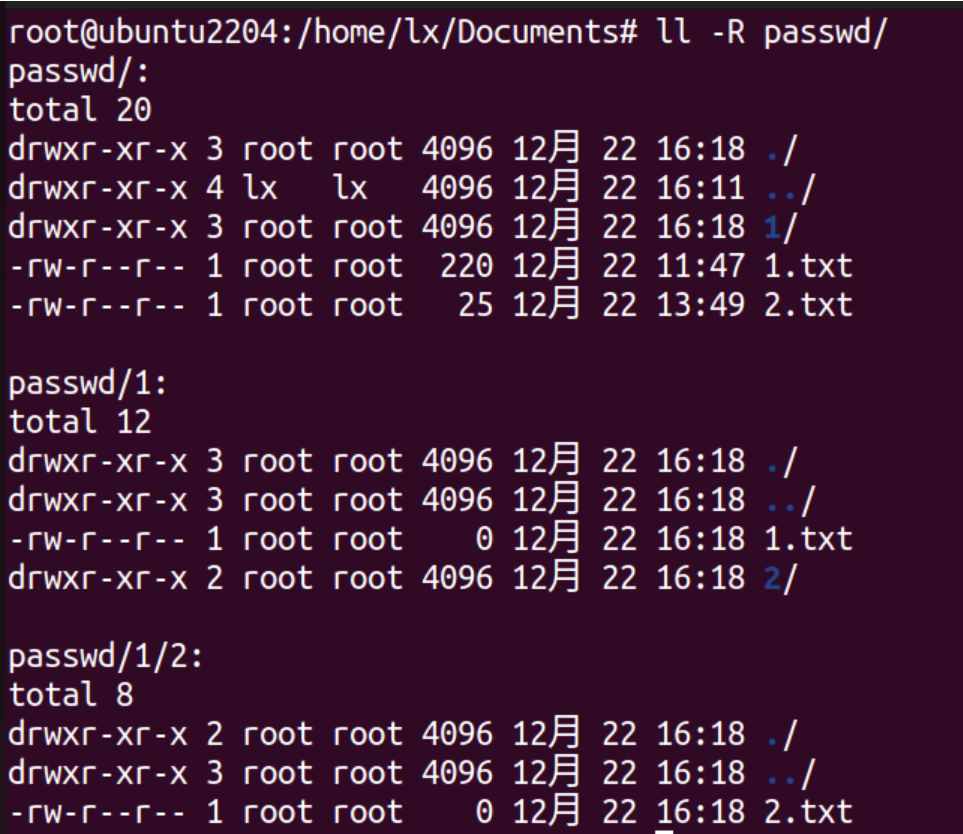 root@ubuntu2204:/home/lx/Documents# ll -R passwd/
passwd/:
total 20
drwxr-xr-x 3 root root 4096 12月 22 16:18 ./
drwxr-xr-x 4 lx   lx   4096 12月 22 16:11 ../
drwxr-xr-x 3 root root 4096 12月 22 16:18 1/
-rw-r--r-- 1 root root  220 12月 22 11:47 1.txt
-rw-r--r-- 1 root root   25 12月 22 13:49 2.txt

passwd/1:
total 12
drwxr-xr-x 3 root root 4096 12月 22 16:18 ./
drwxr-xr-x 3 root root 4096 12月 22 16:18 ../
-rw-r--r-- 1 root root    0 12月 22 16:18 1.txt
drwxr-xr-x 2 root root 4096 12月 22 16:18 2/

passwd/1/2:
total 8
drwxr-xr-x 2 root root 4096 12月 22 16:18 ./
drwxr-xr-x 3 root root 4096 12月 22 16:18 ../
-rw-r--r-- 1 root root    0 12月 22 16:18 2.txt